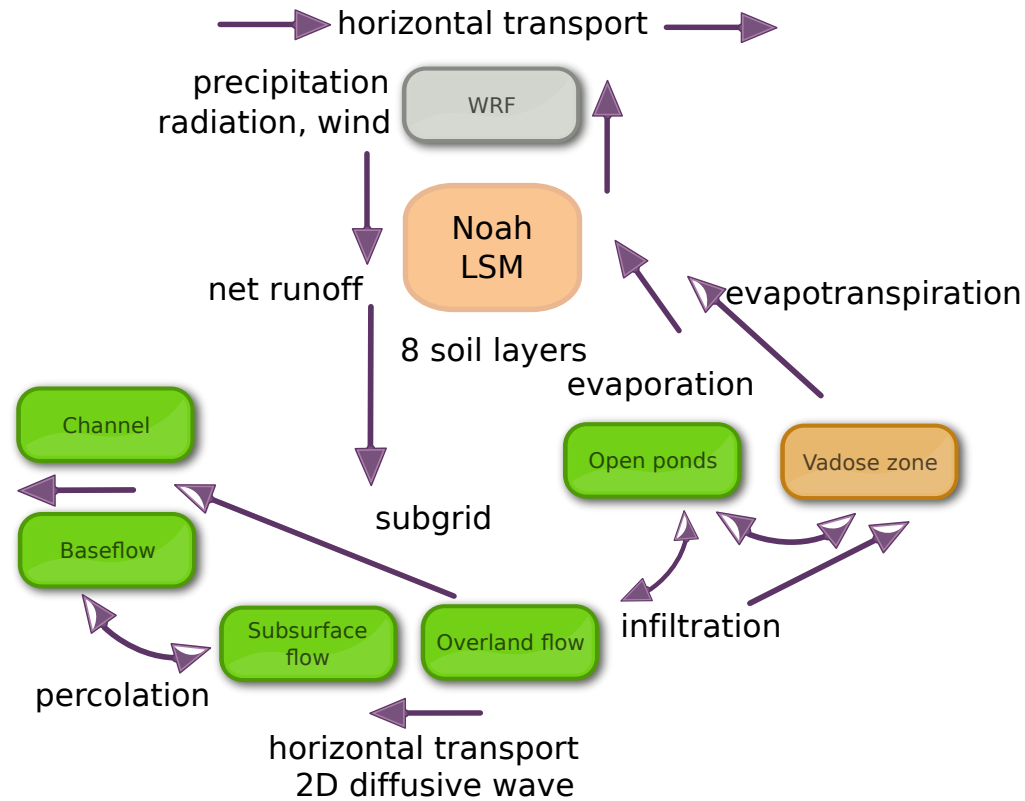 horizontal transport
precipitation
radiation, wind
WRF
Noah
LSM
net runoff
evapotranspiration
8 soil layers
evaporation
Channel
Open ponds
Vadose zone
subgrid
Baseflow
Subsurface
flow
Overland flow
infiltration
percolation
horizontal transport
2D diffusive wave